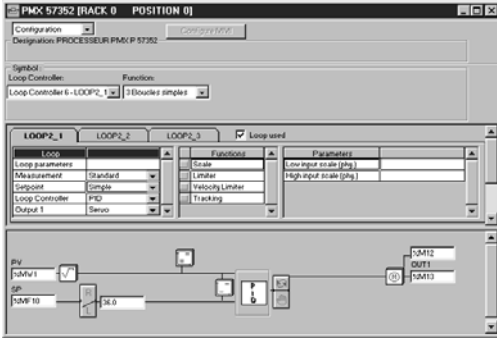 PMX 57352 [RACK 0 POSITION 0]
Configuration
Configure MMI
Designation: PROCESSEUR PMX P 57352
Symbol:
Loop Controller: Function:
Loop Controller 6 - LOOP2_1 3 Boucles simples
LOOP2_1 LOOP2_2 LOOP2_3 Loop used
Loop Functions Parameters
Loop parameters Scale Low input scale (phy.)
Measurement Standard Limiter High input scale (phy.)
Setpoint Simple Velocity Limiter
Loop Controller PID Tracking
Output 1 Servo
PV
%MW1
SP
%MF10
R
L
36.0
P
I
D
%M12
OUT1
%M13